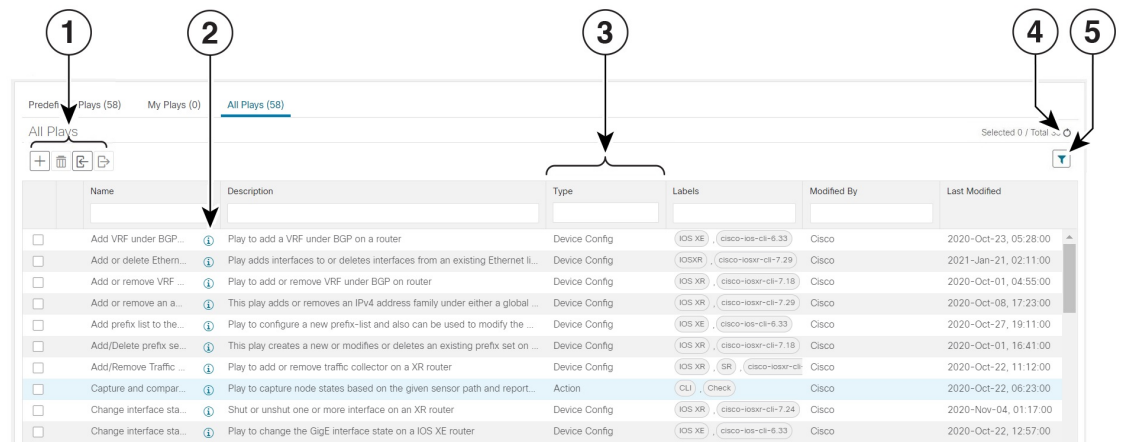 1 2 3 4 5
Predefi Plays (58) My Plays (0) All Plays (58)
All Plays Selected 0 / Total
Name Description Type Labels Modified By Last Modified
Add VRF under BGP... Play to add a VRF under BGP on a router Device Config IOS XE , cisco-ios-cli-6.33 Cisco 2020-Oct-23, 05:28:00
Add or delete Ethern... Play adds interfaces to or deletes interfaces from an existing Ethernet li... Device Config IOSXR , cisco-iosxr-cli-7.29 Cisco 2021-Jan-21, 02:11:00
Add or remove VRF ... Play to add or remove VRF under BGP on router Device Config IOS XR , cisco-iosxr-cli-7.18 Cisco 2020-Oct-01, 04:55:00
Add or remove an a... This play adds or removes an IPv4 address family under either a global ... Device Config IOS XR , cisco-iosxr-cli-7.29 Cisco 2020-Oct-08, 17:23:00
Add prefix list to the... Play to configure a new prefix-list and also can be used to modify the ... Device Config IOS XE , cisco-ios-cli-6.33 Cisco 2020-Oct-27, 19:11:00
Add/Delete prefix se... This play creates a new or modifies or deletes an existing prefix set on ... Device Config IOS XR , cisco-iosxr-cli-7.18 Cisco 2020-Oct-01, 16:41:00
Add/Remove Traffic ... Play to add or remove traffic collector on a XR router Device Config IOS XR , SR , cisco-iosxr-cli- Cisco 2020-Oct-22, 11:12:00
Capture and compar... Play to capture node states based on the given sensor path and report... Action CLI , Check Cisco 2020-Oct-22, 06:23:00
Change interface sta... Shut or unshut one or more interface on an XR router Device Config IOS XR , cisco-iosxr-cli-7.24 Cisco 2020-Nov-04, 01:17:00
Change interface sta... Play to change the GigE interface state on a IOS XE router Device Config IOS XE , cisco-ios-cli-6.33 Cisco 2020-Oct-22, 12:57:00